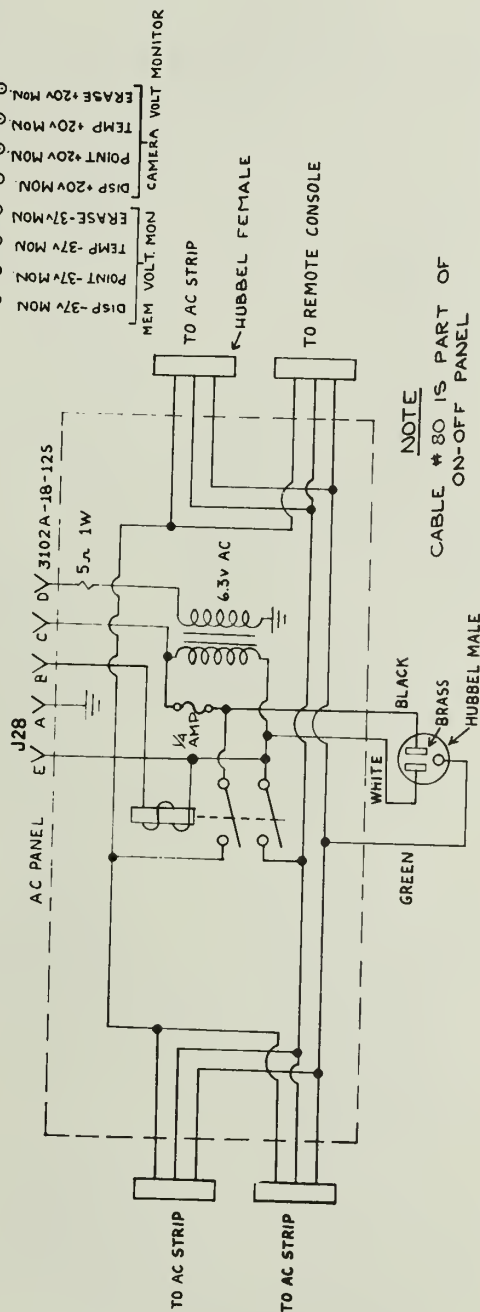 ERASE +20V MON.
TEMP +20V MON.
POINT +20V MON.
DISP +20V MON.
CAMERA VOLT MONITOR
ERASE -37V MON
TEMP -37V MON.
POINT -37V MON.
DISP -37V MON.
MEM VOLT. MON
TO AC STRIP
HUBBEL FEMALE
TO REMOTE CONSOLE
J28
E A B C D 3102A-18-12S
AC PANEL
5Ω 1W
6.3V AC
1/4 AMP
BLACK
BRASS
WHITE
HUBBEL MALE
GREEN
TO AC STRIP
TO AC STRIP
NOTE
CABLE #80 IS PART OF
ON-OFF PANEL